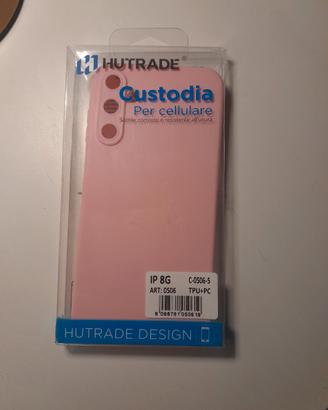 HUTRADE®
Custodia
Per cellulare
IP 8G C-0506-5
ART: 0506 TPU+PC
HUTRADE DESIGN